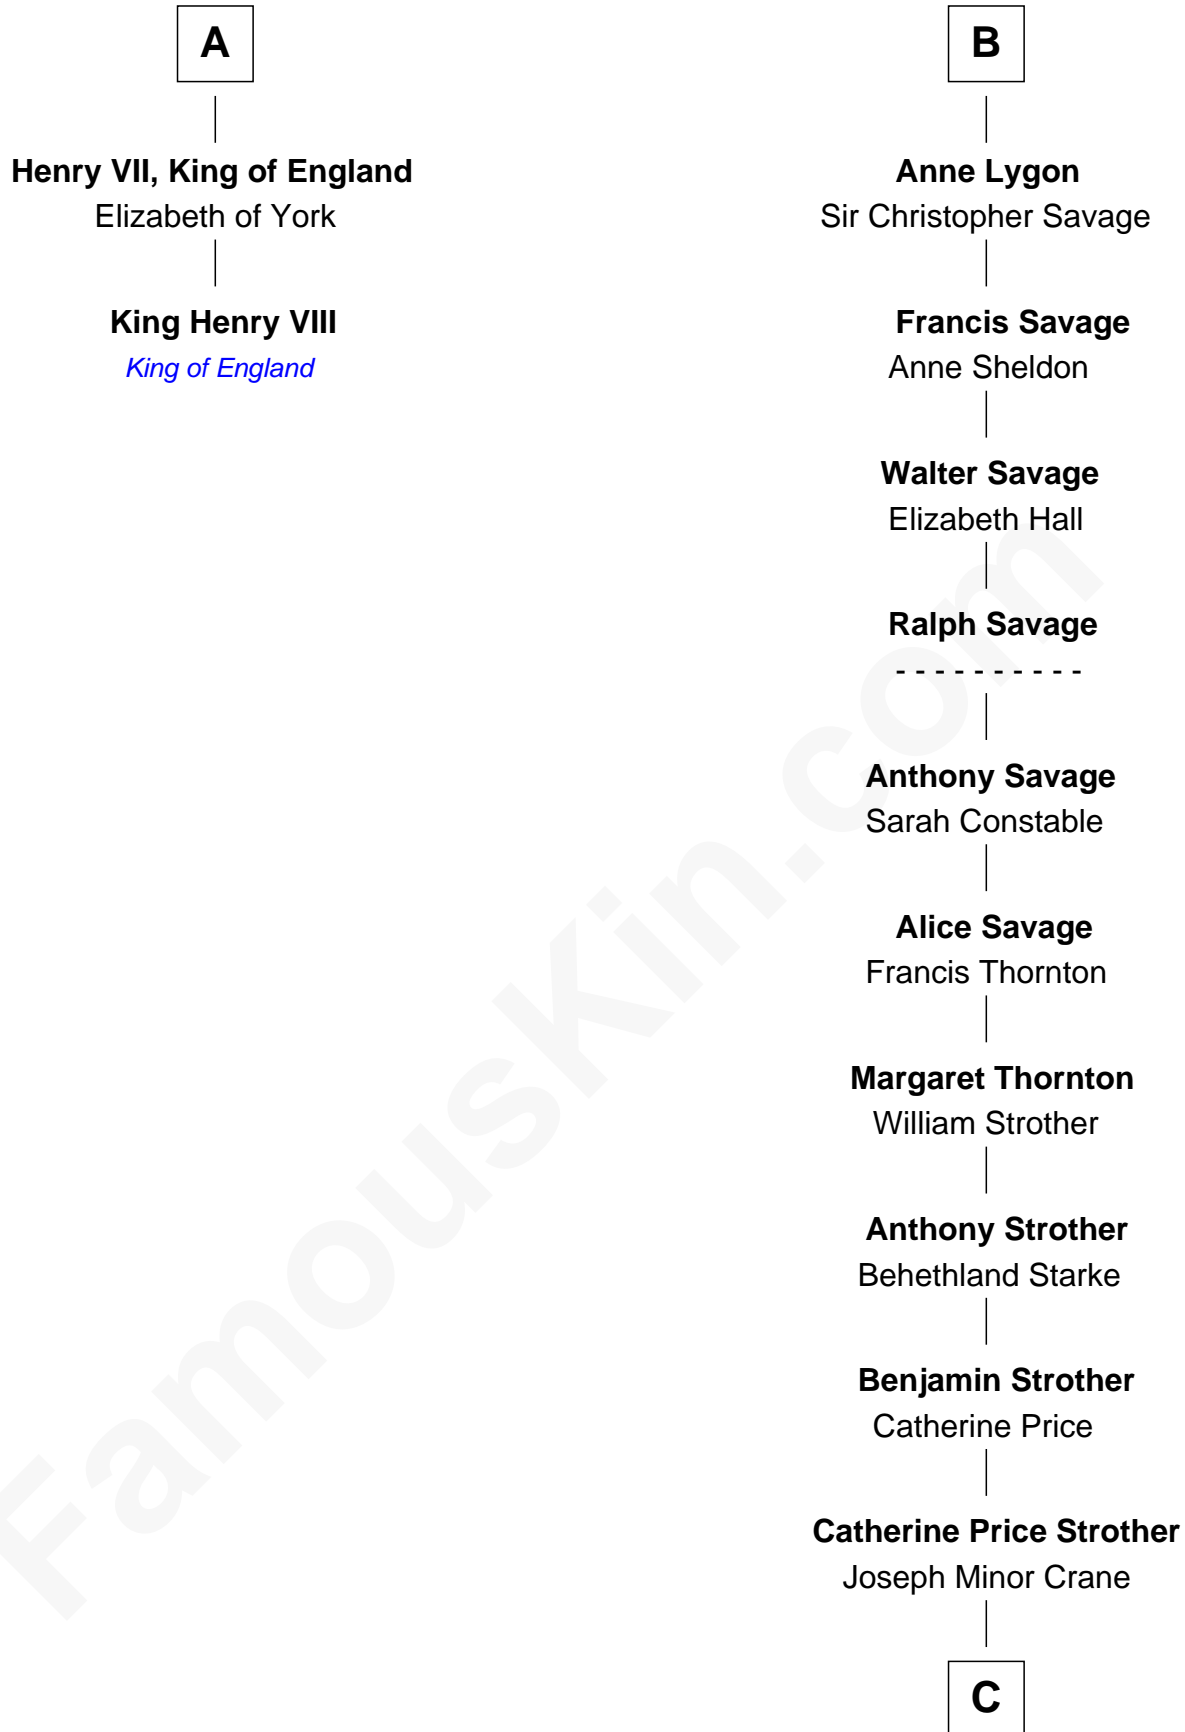 A
Henry VII, King of England
Elizabeth of York
King Henry VIII
King of England
B
Anne Lygon
Sir Christopher Savage
Francis Savage
Anne Sheldon
Walter Savage
Elizabeth Hall
Ralph Savage
- - - - - - - - - -
Anthony Savage
Sarah Constable
Alice Savage
Francis Thornton
Margaret Thornton
William Strother
Anthony Strother
Behethland Starke
Benjamin Strother
Catherine Price
Catherine Price Strother
Joseph Minor Crane
C
FamousKin.com